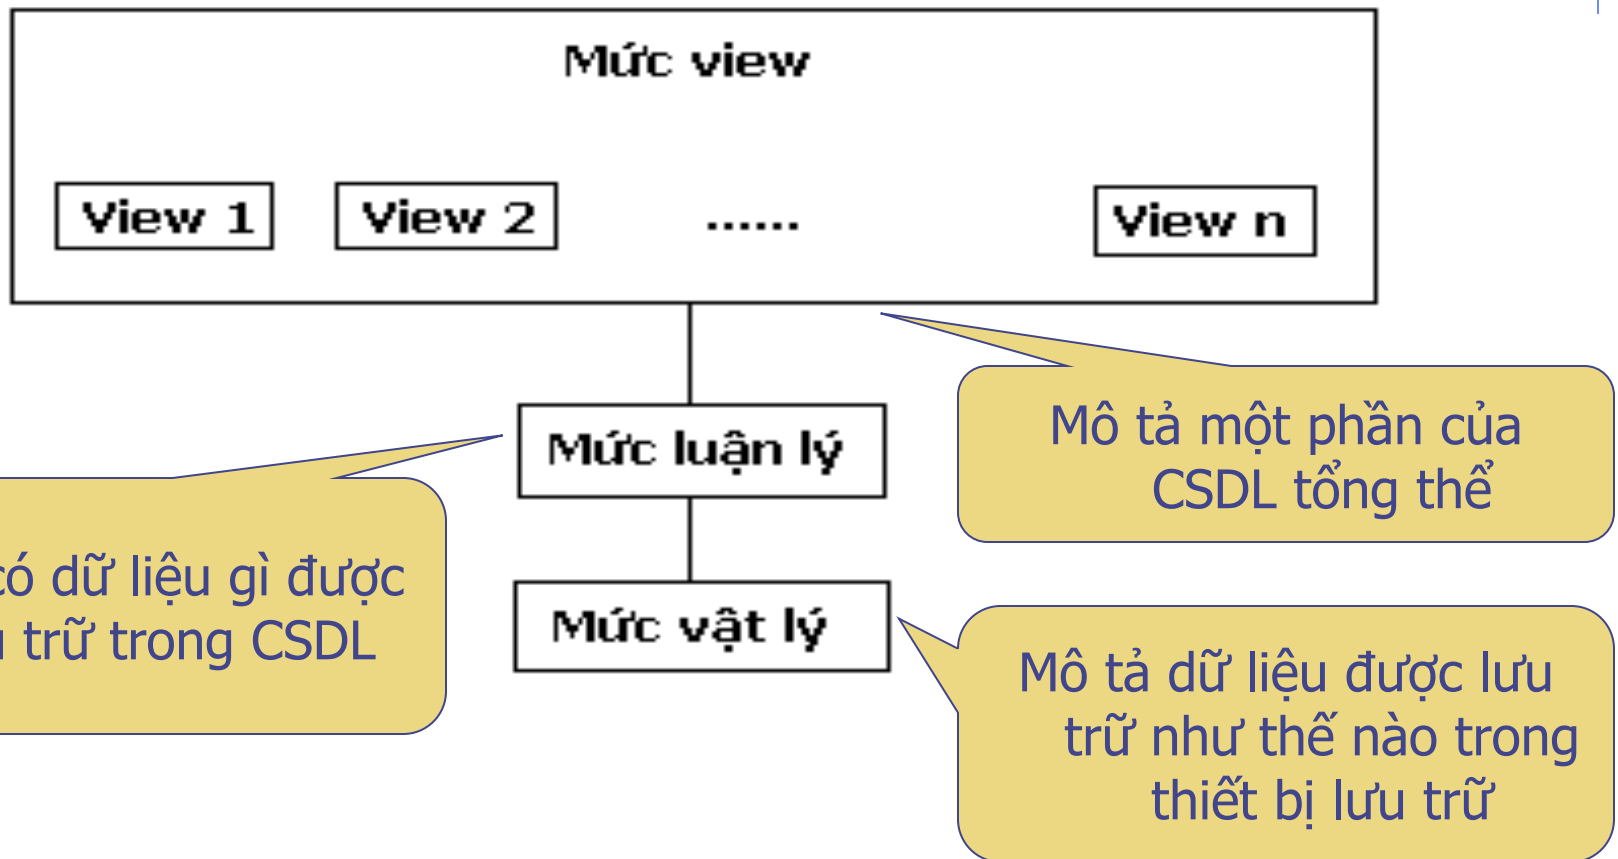 Mức view
View 1 View 2 ...... View n
Mức luận lý
Mô tả một phần của
CSDL tổng thể
có dữ liệu gì được
trữ trong CSDL
Mức vật lý
Mô tả dữ liệu được lưu
trữ như thế nào trong
thiết bị lưu trữ